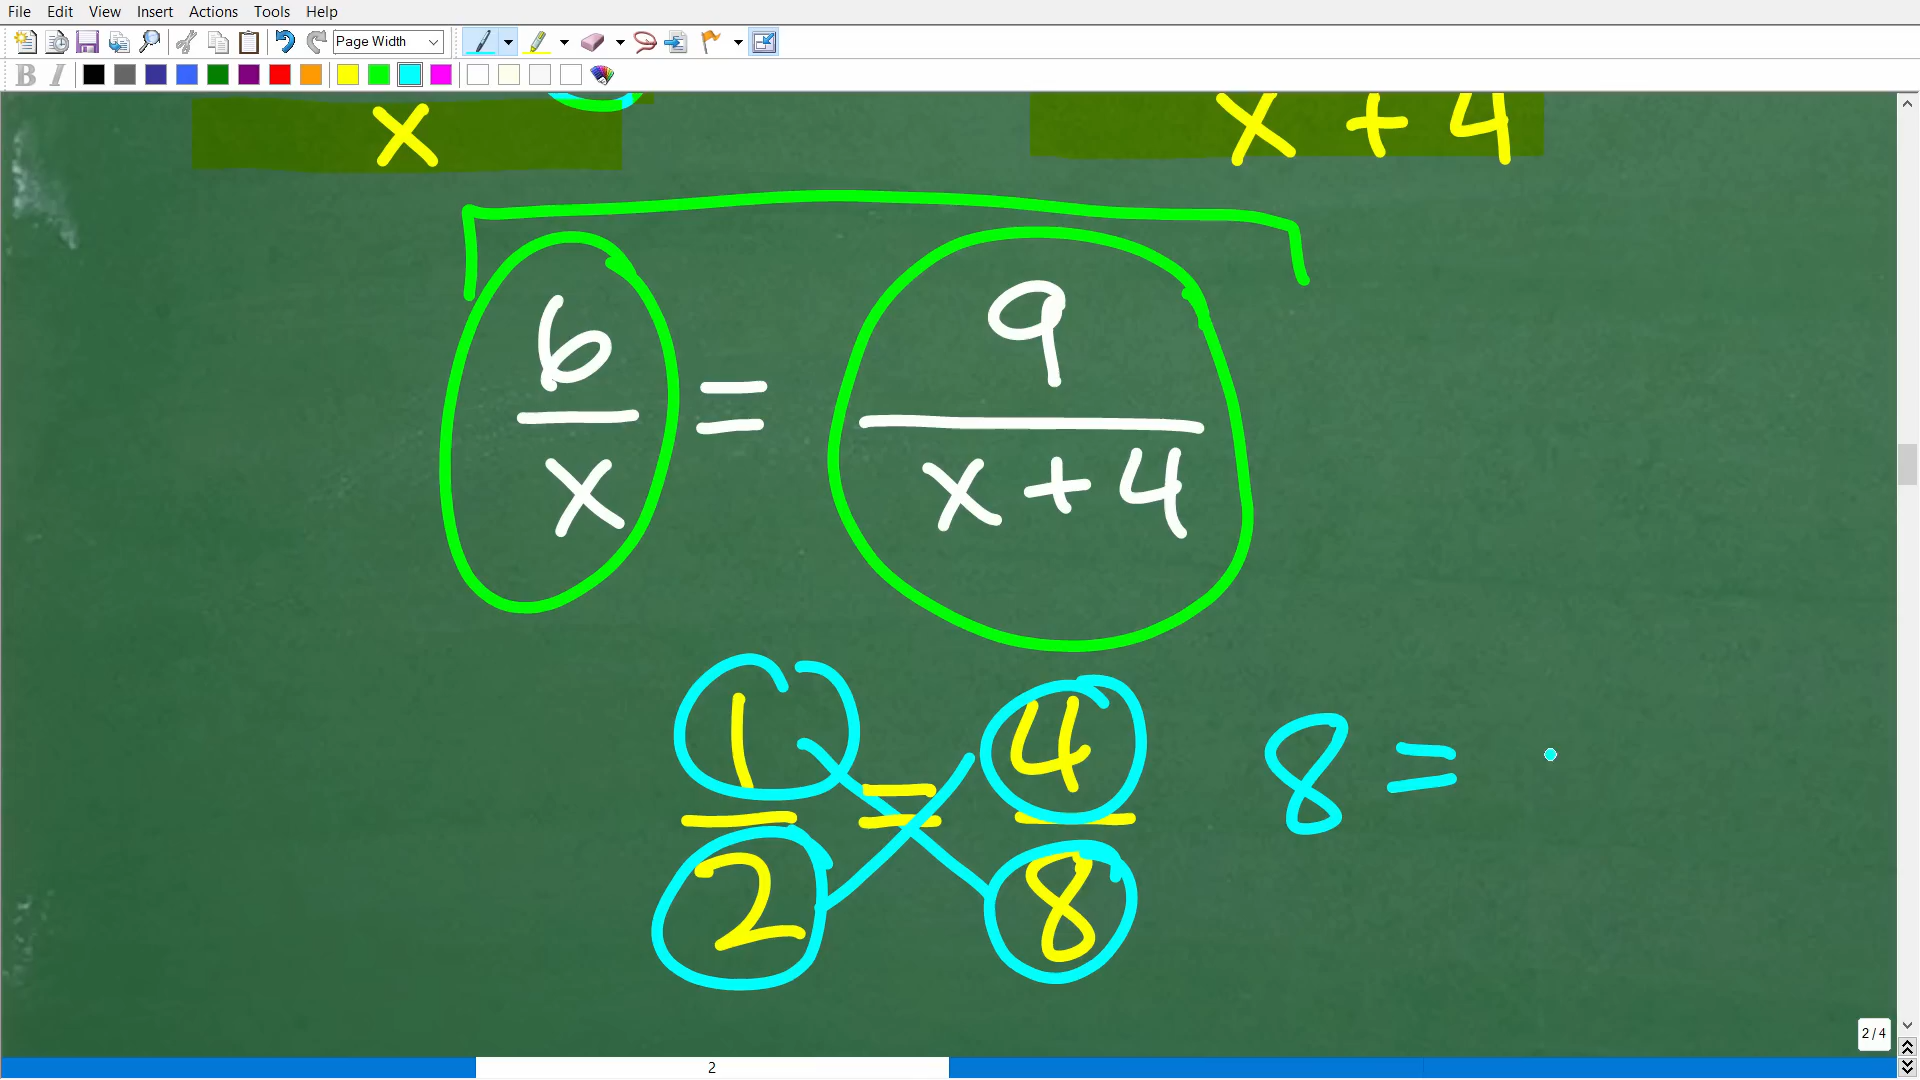 File Edit View Insert Actions Tools Help
Page Width
B I
x
x + 4
6/x = 9/(x + 4)
1/2 = 4/8
8 =
2/4
2